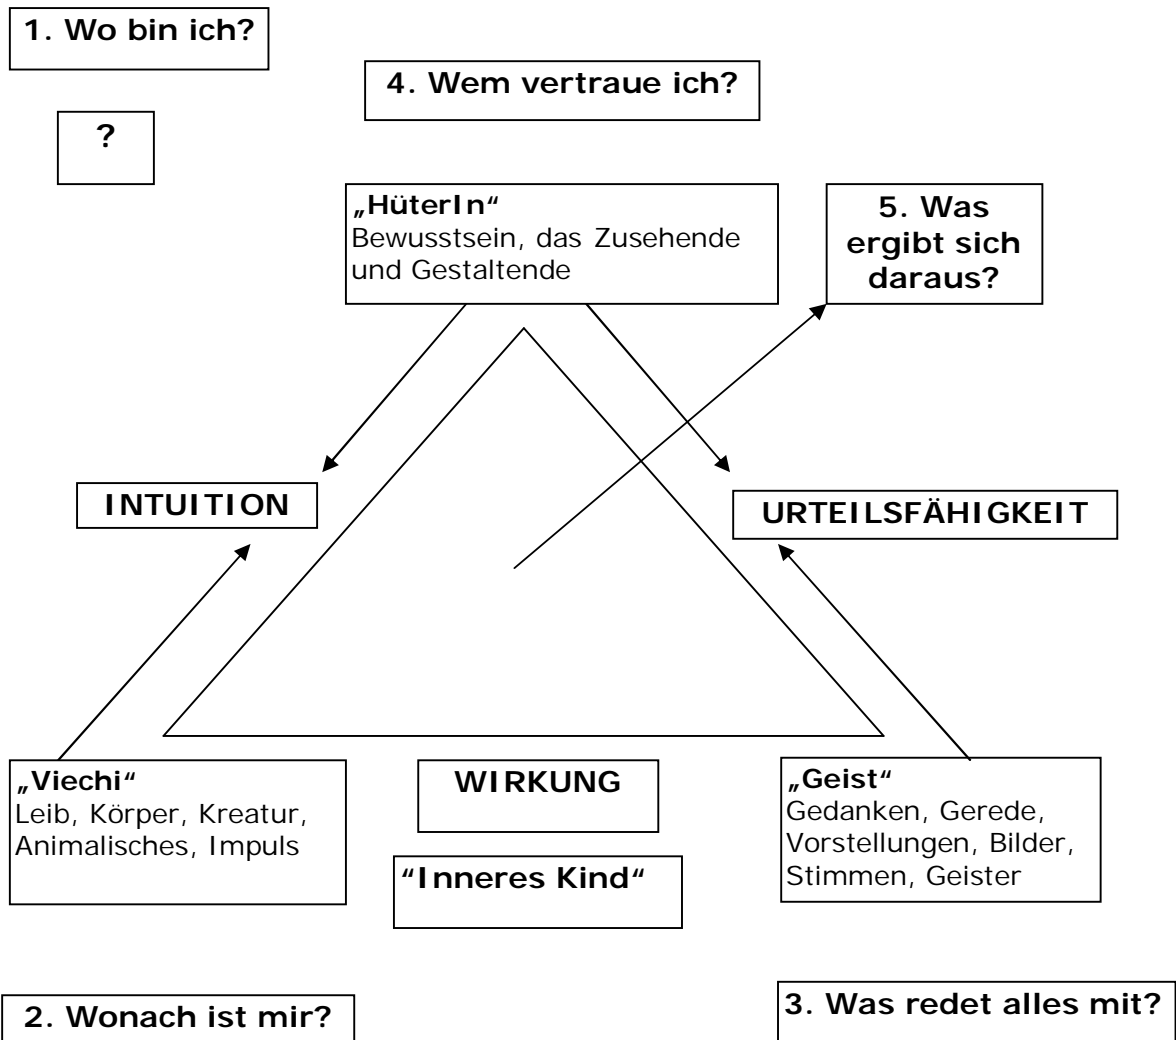 1. Wo bin ich?
4. Wem vertraue ich?
?
„HüterIn“
Bewusstsein, das Zusehende
und Gestaltende
5. Was
ergibt sich
daraus?
INTUITION
URTEILSFÄHIGKEIT
„Viechi“
Leib, Körper, Kreatur,
Animalisches, Impuls
WIRKUNG
“Inneres Kind“
„Geist“
Gedanken, Gerede,
Vorstellungen, Bilder,
Stimmen, Geister
2. Wonach ist mir?
3. Was redet alles mit?